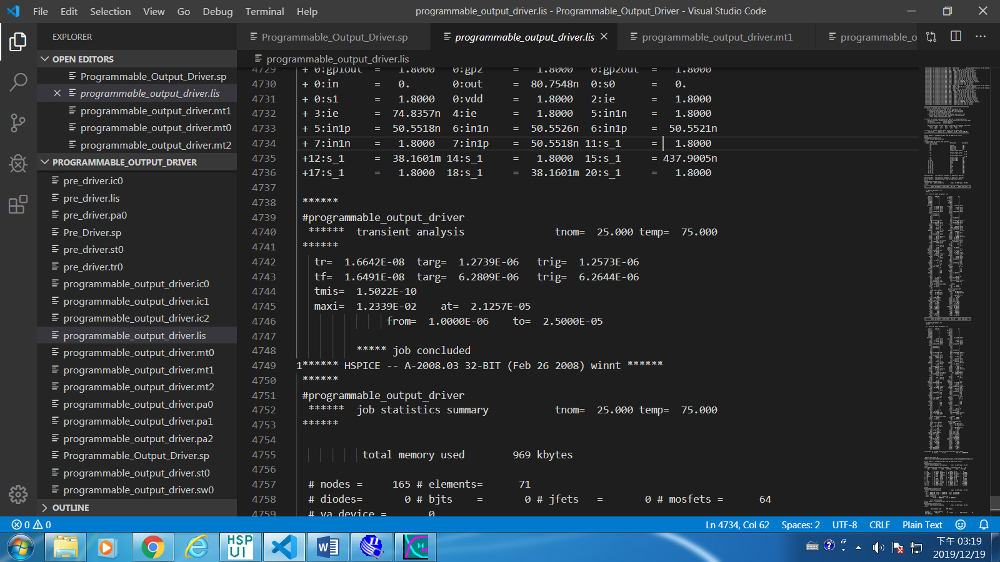 File Edit Selection View Go Debug Terminal Help programmable_output_driver.lis - Programmable_Output_Driver - Visual Studio Code
EXPLORER
OPEN EDITORS
Programmable_Output_Driver.sp
programmable_output_driver.lis
programmable_output_driver.mt1
programmable_output_driver.mt0
programmable_output_driver.mt2
PROGRAMMABLE_OUTPUT_DRIVER
pre_driver.ic0
pre_driver.lis
pre_driver.pa0
Pre_Driver.sp
pre_driver.st0
pre_driver.tr0
programmable_output_driver.ic0
programmable_output_driver.ic1
programmable_output_driver.ic2
programmable_output_driver.lis
programmable_output_driver.mt0
programmable_output_driver.mt1
programmable_output_driver.mt2
programmable_output_driver.pa0
programmable_output_driver.pa1
programmable_output_driver.pa2
Programmable_Output_Driver.sp
programmable_output_driver.st0
programmable_output_driver.sw0
OUTLINE
Programmable_Output_Driver.sp programmable_output_driver.lis programmable_output_driver.mt1 programmable_o
programmable_output_driver.lis
4729 + 0:gp1out = 1.8000 0:gp2 = 1.8000 0:gp2out = 1.8000
4730 + 0:in = 0. 0:out = 80.7548n 0:s0 = 0.
4731 + 0:s1 = 1.8000 0:vdd = 1.8000 2:ie = 1.8000
4732 + 3:ie = 74.8357n 4:ie = 1.8000 5:in1n = 1.8000
4733 + 5:in1p = 50.5518n 6:in1n = 50.5526n 6:in1p = 50.5521n
4734 + 7:in1n = 1.8000 7:in1p = 50.5518n 11:s_1 = 1.8000
4735 +12:s_1 = 38.1601m 14:s_1 = 1.8000 15:s_1 = 437.9005n
4736 +17:s_1 = 1.8000 18:s_1 = 38.1601m 20:s_1 = 1.8000
4737
4738 ******
4739 #programmable_output_driver
4740 ****** transient analysis tnom= 25.000 temp= 75.000
4741 ******
4742 tr= 1.6642E-08 targ= 1.2739E-06 trig= 1.2573E-06
4743 tf= 1.6491E-08 targ= 6.2809E-06 trig= 6.2644E-06
4744 tmis= 1.5022E-10
4745 maxi= 1.2339E-02 at= 2.1257E-05
4746 from= 1.0000E-06 to= 2.5000E-05
4747
4748 ***** job concluded
4749 1****** HSPICE -- A-2008.03 32-BIT (Feb 26 2008) winnt ******
4750 ******
4751 #programmable_output_driver
4752 ****** job statistics summary tnom= 25.000 temp= 75.000
4753 ******
4754
4755 total memory used 969 kbytes
4756
4757 # nodes = 165 # elements= 71
4758 # diodes= 0 # bjts = 0 # jfets = 0 # mosfets = 64
4759 # va device = 0
0 0 Ln 4734, Col 62 Spaces: 2 UTF-8 CRLF Plain Text
HSP UI
下午 03:19
2019/12/19